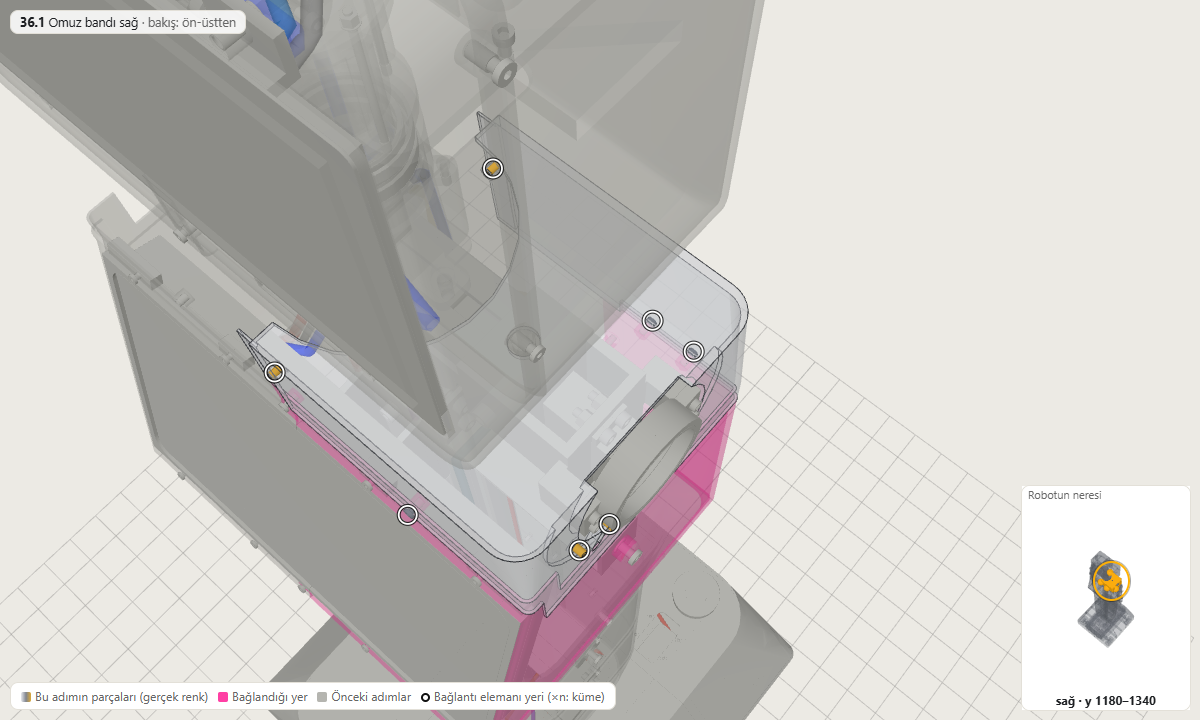 36.1 Omuz bandı sağ · bakış: ön-üstten
Robotun neresi
sağ · y 1180–1340
Bu adımın parçaları (gerçek renk) Bağlandığı yer Önceki adımlar Bağlantı elemanı yeri (×n: küme)